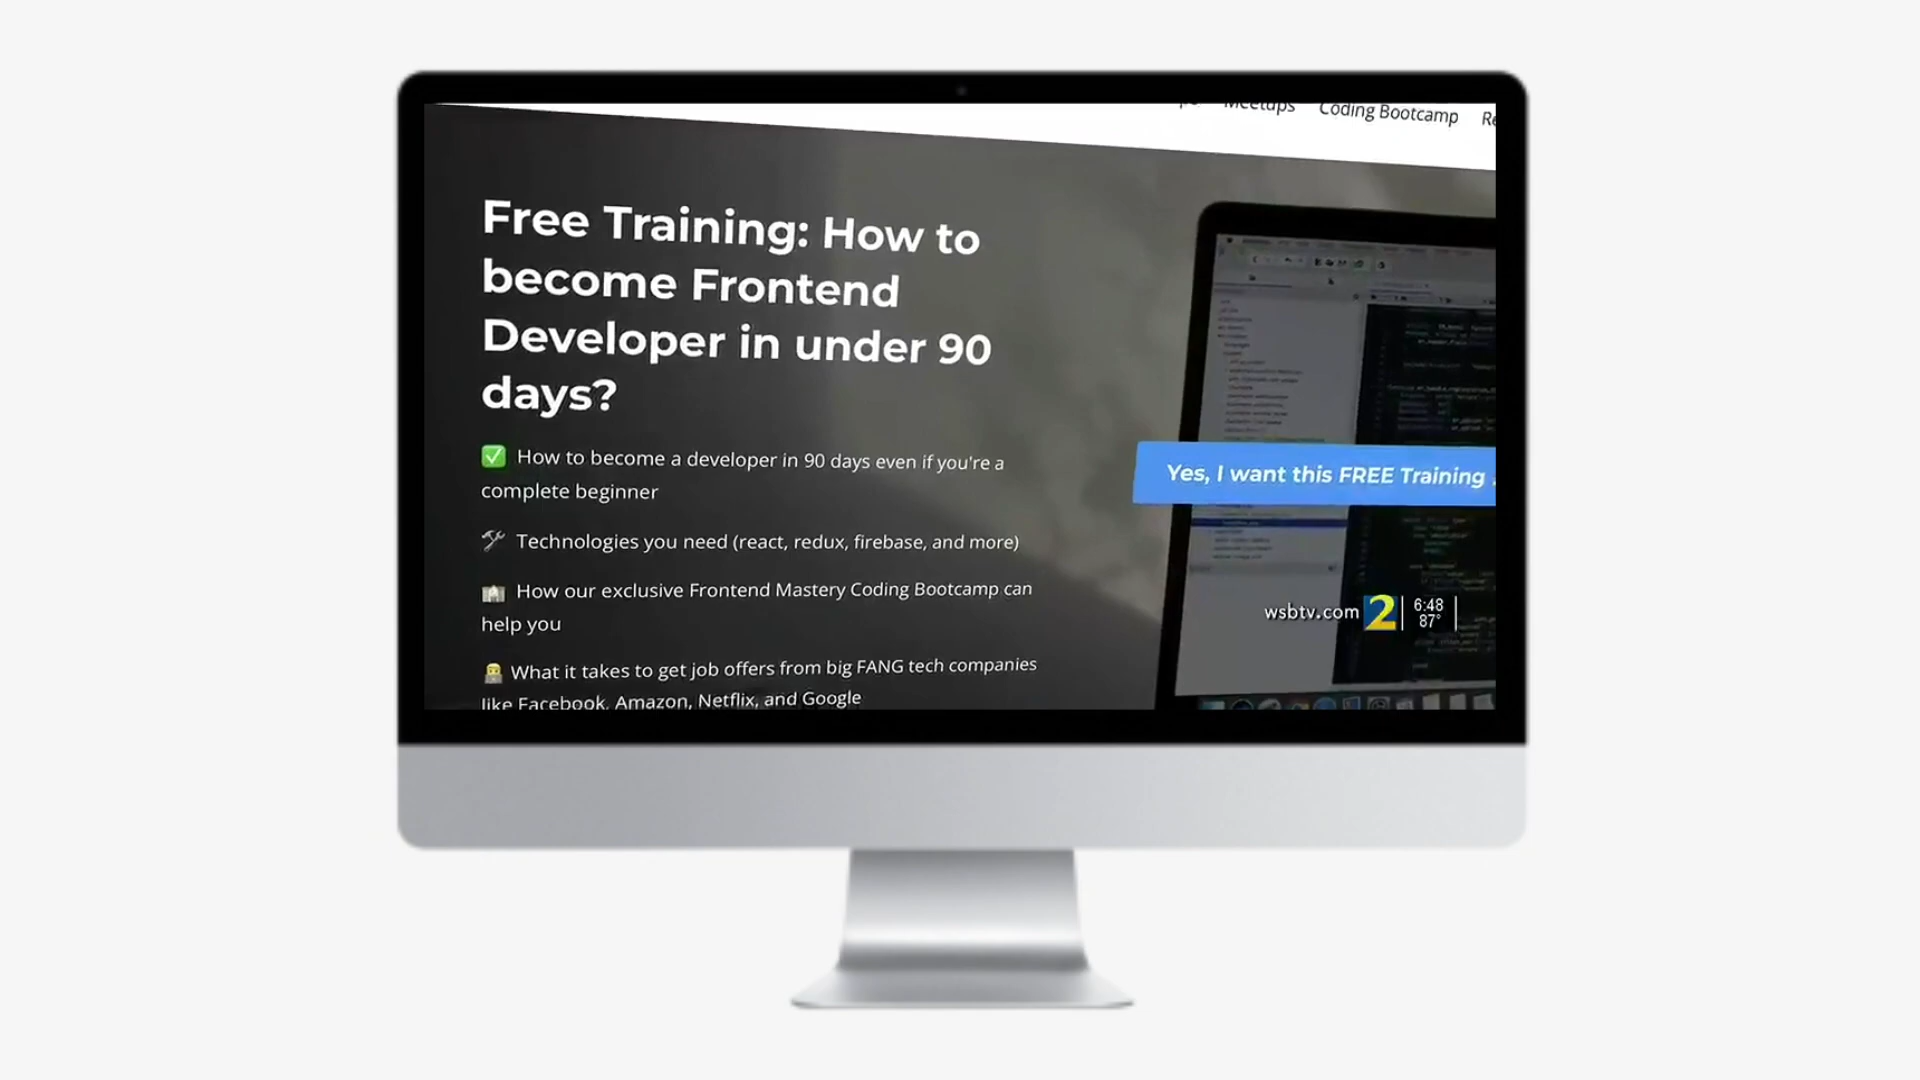 Meetups Coding Bootcamp
Free Training: How to
become Frontend
Developer in under 90
days?
✅ How to become a developer in 90 days even if you're a
complete beginner
Technologies you need (react, redux, firebase, and more)
How our exclusive Frontend Mastery Coding Bootcamp can
help you
What it takes to get job offers from big FANG tech companies
like Facebook, Amazon, Netflix, and Google
Yes, I want this FREE Training
wsbtv.com 2 6:48
87°